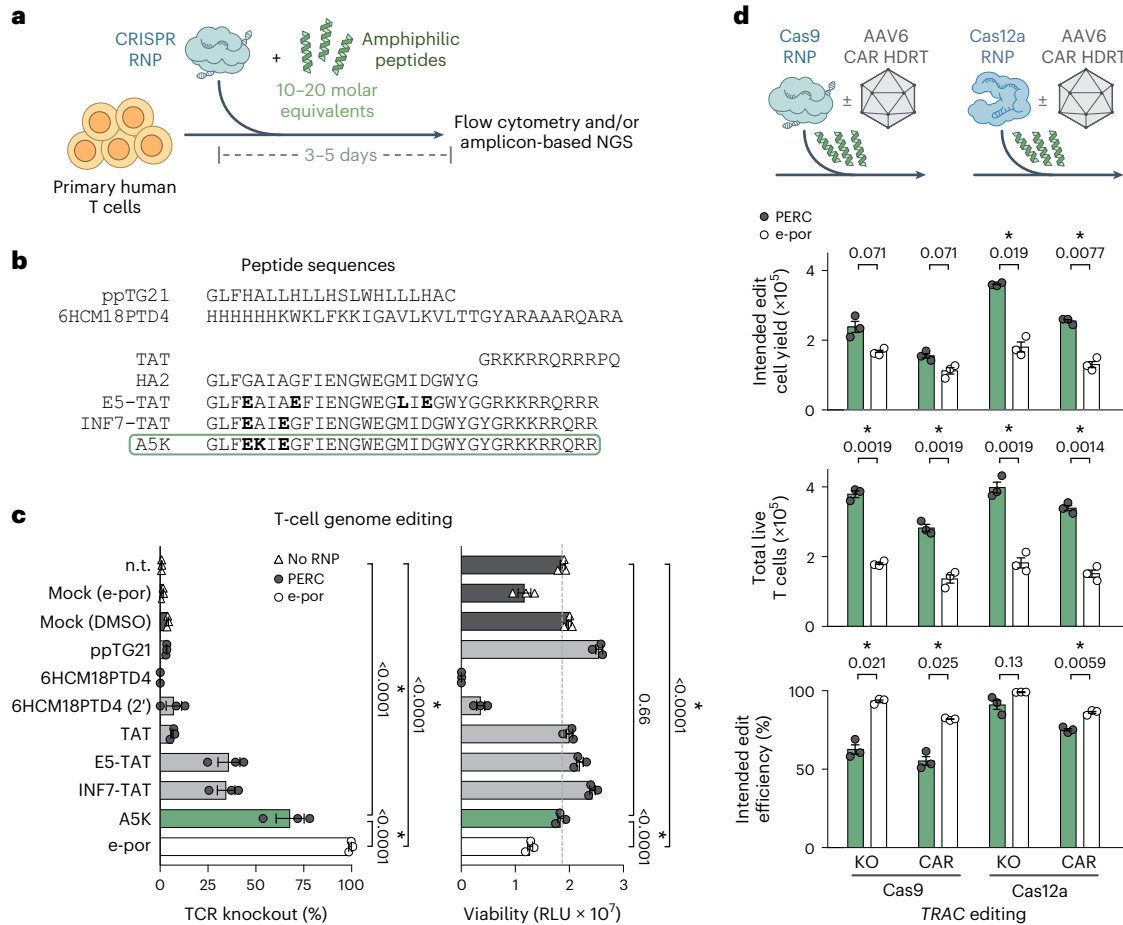 a
CRISPR
RNP
+
Amphiphilic
peptides
10–20 molar
equivalents
3–5 days
Flow cytometry and/or
amplicon-based NGS
Primary human
T cells
b
Peptide sequences
ppTG21 GLFHALLHLLHSLWHLLLHAC
6HCM18PTD4 HHHHHHKWKLFKKIGAVLKVLTTGYARAAARQARA
TAT GRKKRRQRRRPQ
HA2 GLFGAIAGFIENGWEGMIDGWYG
E5-TAT GLFEAIAEFIENGWEGLIEGWYGGRKKRRQRRR
INF7-TAT GLFEAIEGFIENGWEGMIDGWYGYGRKKRRQRR
A5K GLFEKIEGFIENGWEGMIDGWYGYGRKKRRQRR
c
T-cell genome editing
No RNP
PERC
e-por
n.t.
Mock (e-por)
Mock (DMSO)
ppTG21
6HCM18PTD4
6HCM18PTD4 (2′)
TAT
E5-TAT
INF7-TAT
A5K
e-por
<0.0001
*
<0.0001
*
<0.0001
*
0 25 50 75 100
TCR knockout (%)
0.66
<0.0001
*
<0.0001
*
0 1 2 3
Viability (RLU × 10⁷)
d
Cas9
RNP
±
AAV6
CAR HDRT
Cas12a
RNP
±
AAV6
CAR HDRT
PERC
e-por
Intended edit
cell yield (×10⁵)
4
2
0
0.071
0.071
*
0.019
*
0.0077
Total live
T cells (×10⁵)
4
2
0
*
0.0019
*
0.0019
*
0.0019
*
0.0014
Intended edit
efficiency (%)
100
50
0
*
0.021
*
0.025
0.13
*
0.0059
KO CAR KO CAR
Cas9 Cas12a
TRAC editing